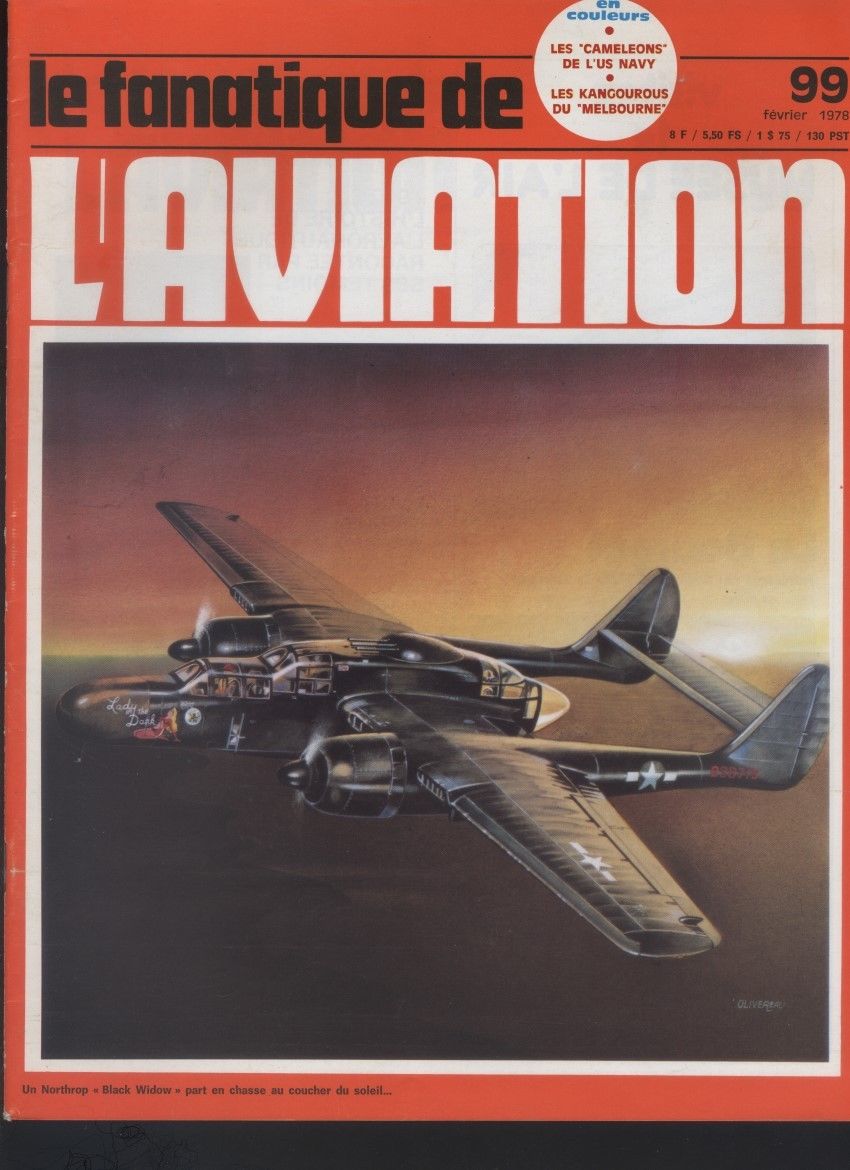 en
couleurs
LES "CAMELEONS"
DE L'US NAVY
LES KANGOUROUS
DU "MELBOURNE"
99
février 1978
8 F / 5,50 FS / 1 $ 75 / 130 PST
le fanatique de
L'AVIATION
Lady
in the
Dark
OLIVEREAU
Un Northrop « Black Widow » part en chasse au coucher du soleil...